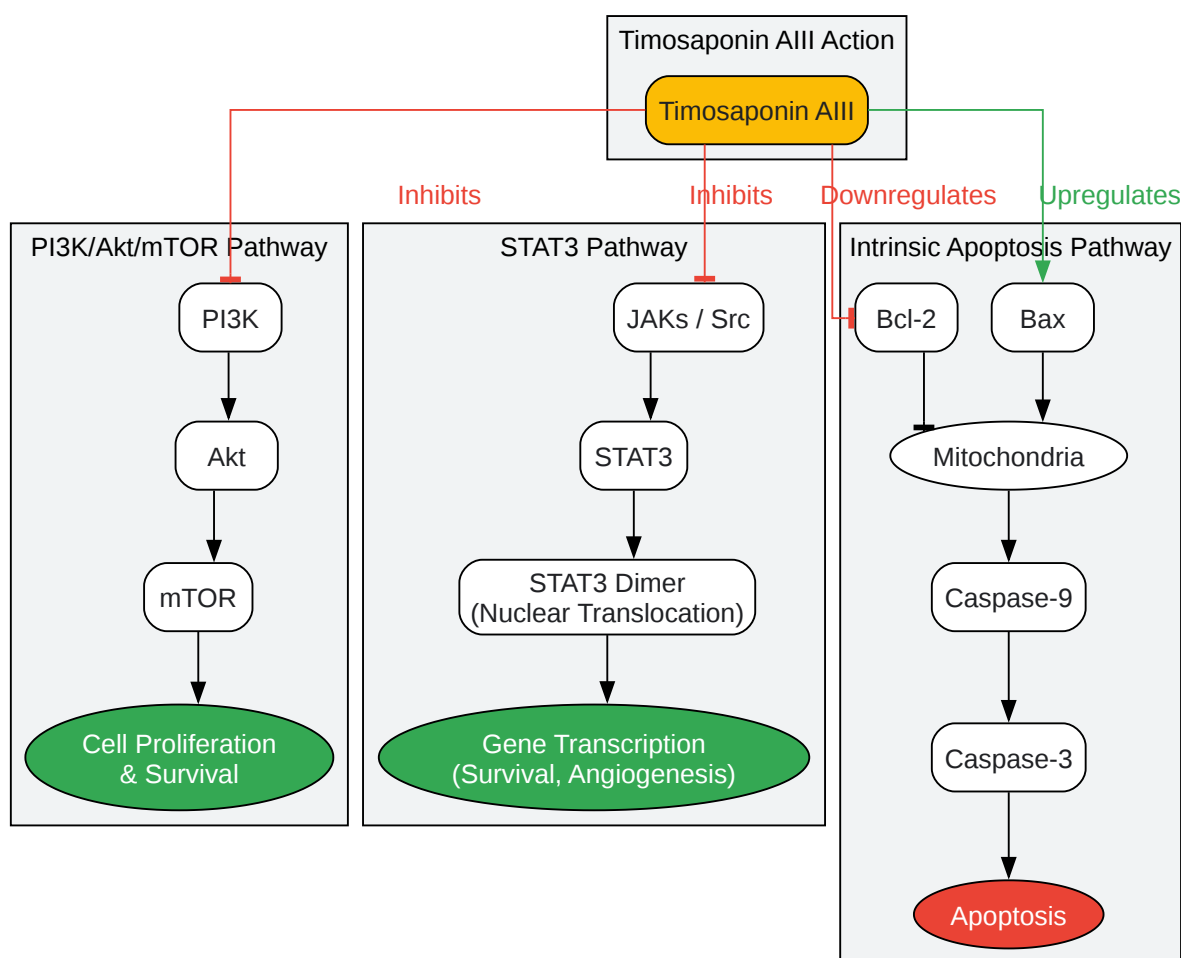 Timosaponin AIII Action
Timosaponin AIII
Inhibits
Inhibits
Downregulates
Upregulates
PI3K/Akt/mTOR Pathway
PI3K
Akt
mTOR
Cell Proliferation
& Survival
STAT3 Pathway
JAKs / Src
STAT3
STAT3 Dimer
(Nuclear Translocation)
Gene Transcription
(Survival, Angiogenesis)
Intrinsic Apoptosis Pathway
Bcl-2
Bax
Mitochondria
Caspase-9
Caspase-3
Apoptosis